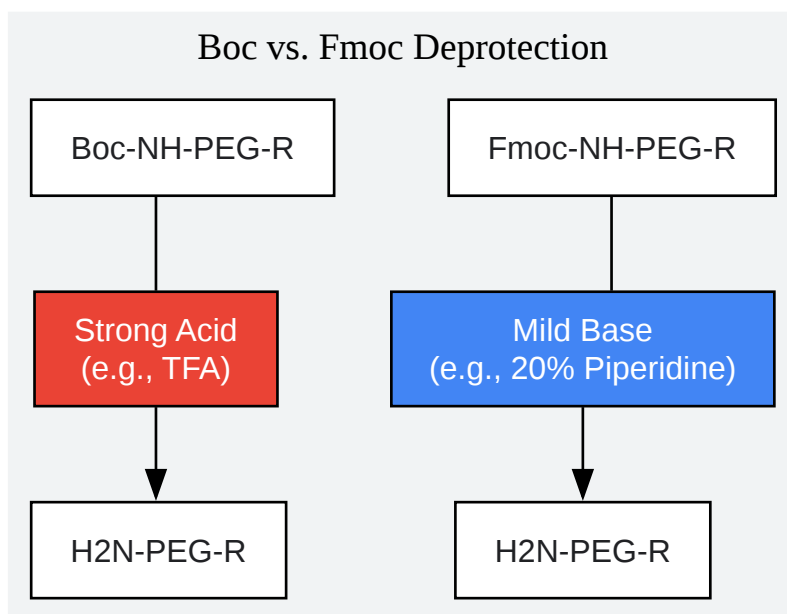 Boc vs. Fmoc Deprotection
Boc-NH-PEG-R
Fmoc-NH-PEG-R
Strong Acid
(e.g., TFA)
Mild Base
(e.g., 20% Piperidine)
H2N-PEG-R
H2N-PEG-R